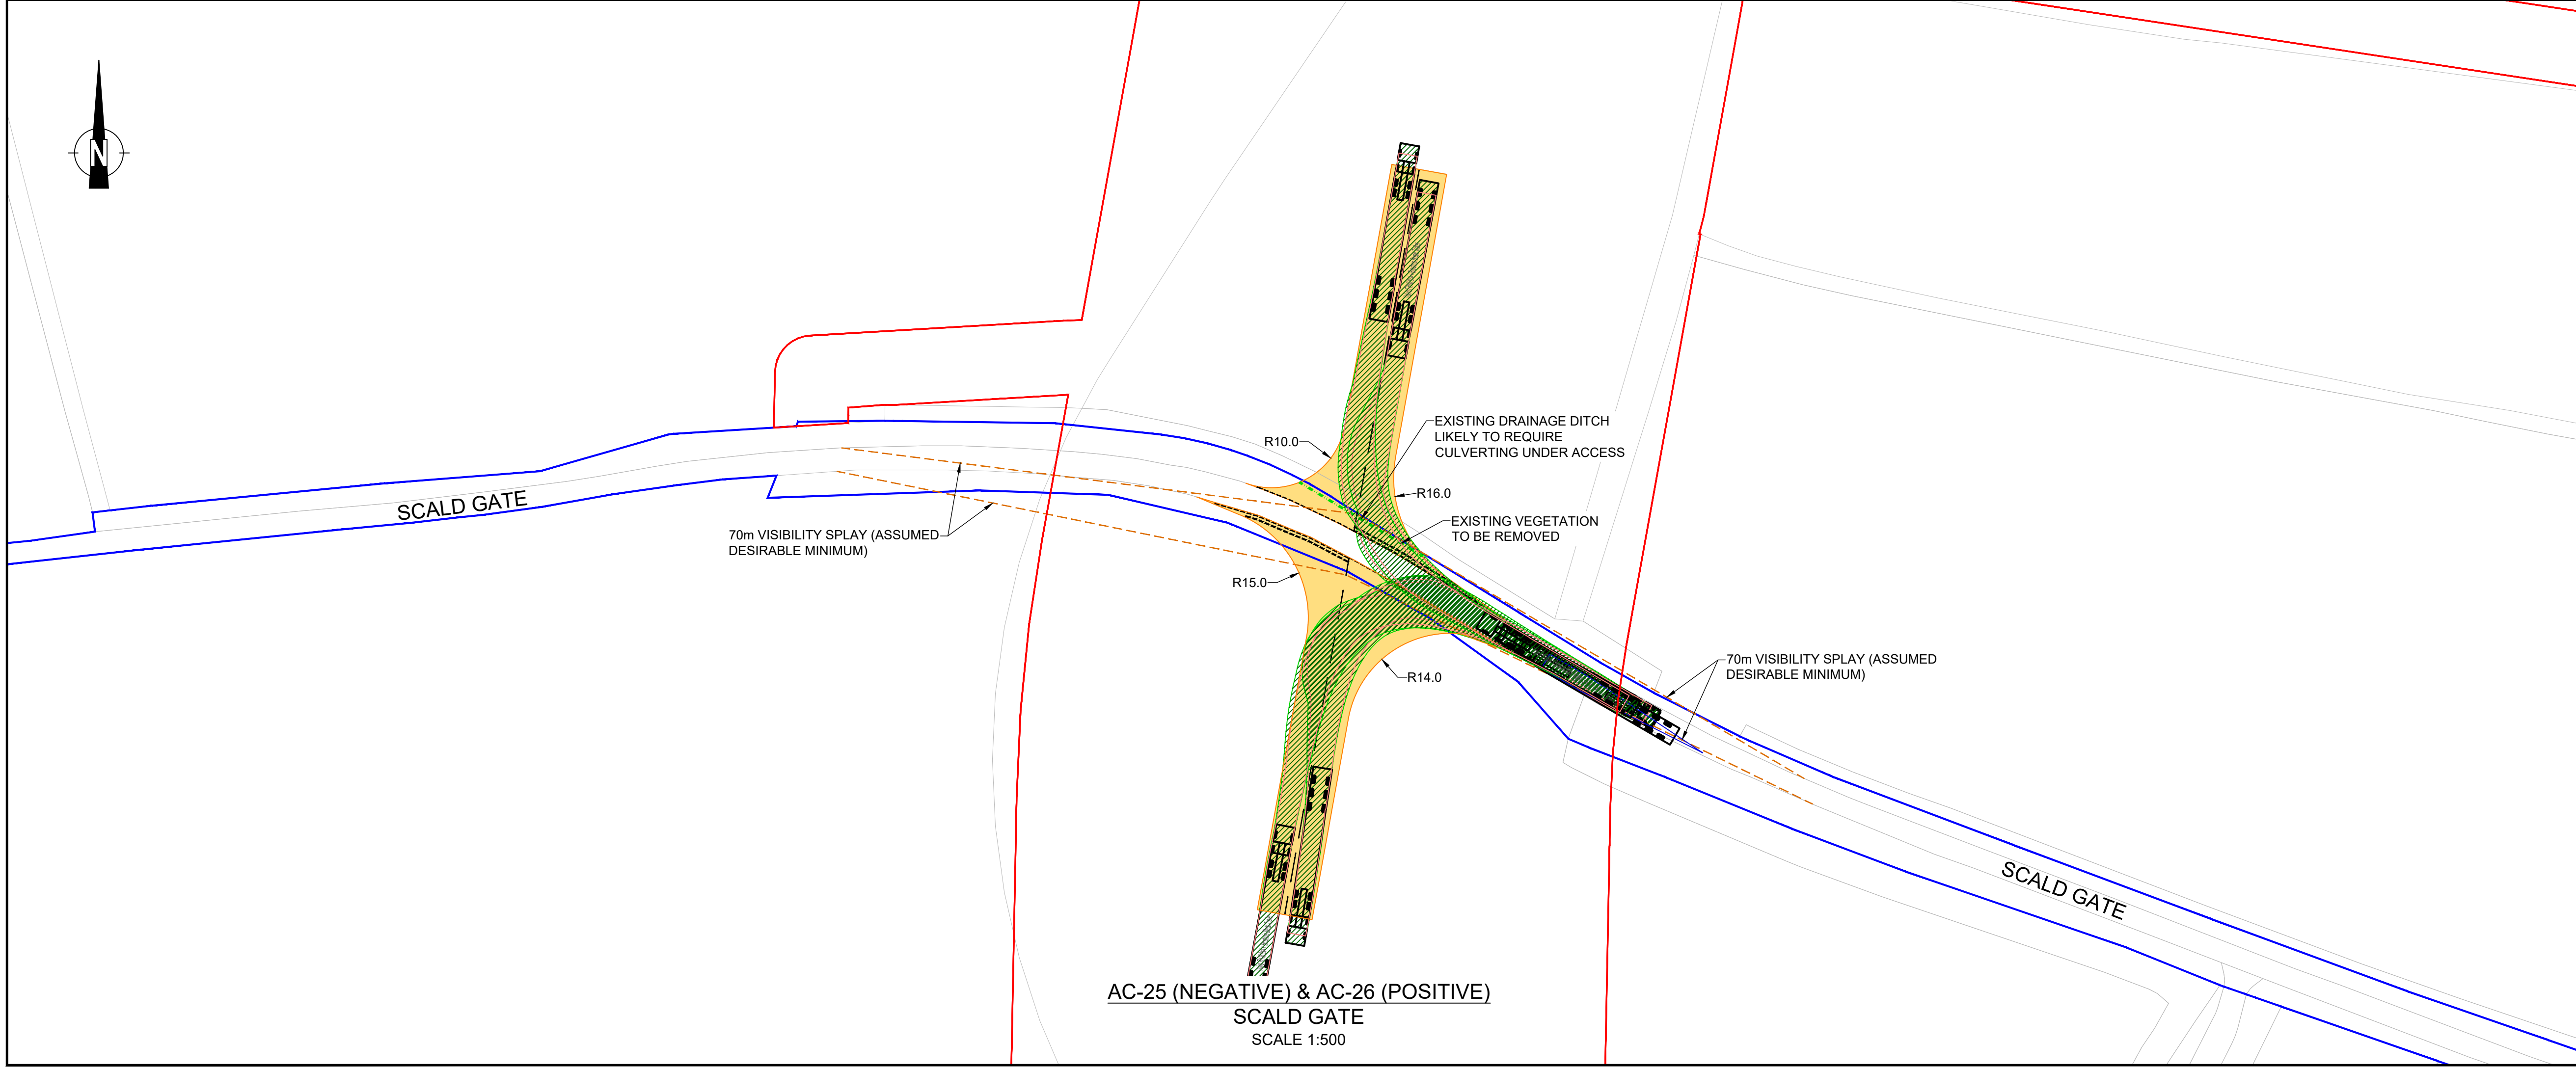 N
EXISTING DRAINAGE DITCH
LIKELY TO REQUIRE
CULVERTING UNDER ACCESS
R10.0
R16.0
SCALD GATE
EXISTING VEGETATION
TO BE REMOVED
70m VISIBILITY SPLAY (ASSUMED
DESIRABLE MINIMUM)
R15.0
R14.0
70m VISIBILITY SPLAY (ASSUMED
DESIRABLE MINIMUM)
SCALD GATE
AC-25 (NEGATIVE) & AC-26 (POSITIVE)
SCALD GATE
SCALE 1:500